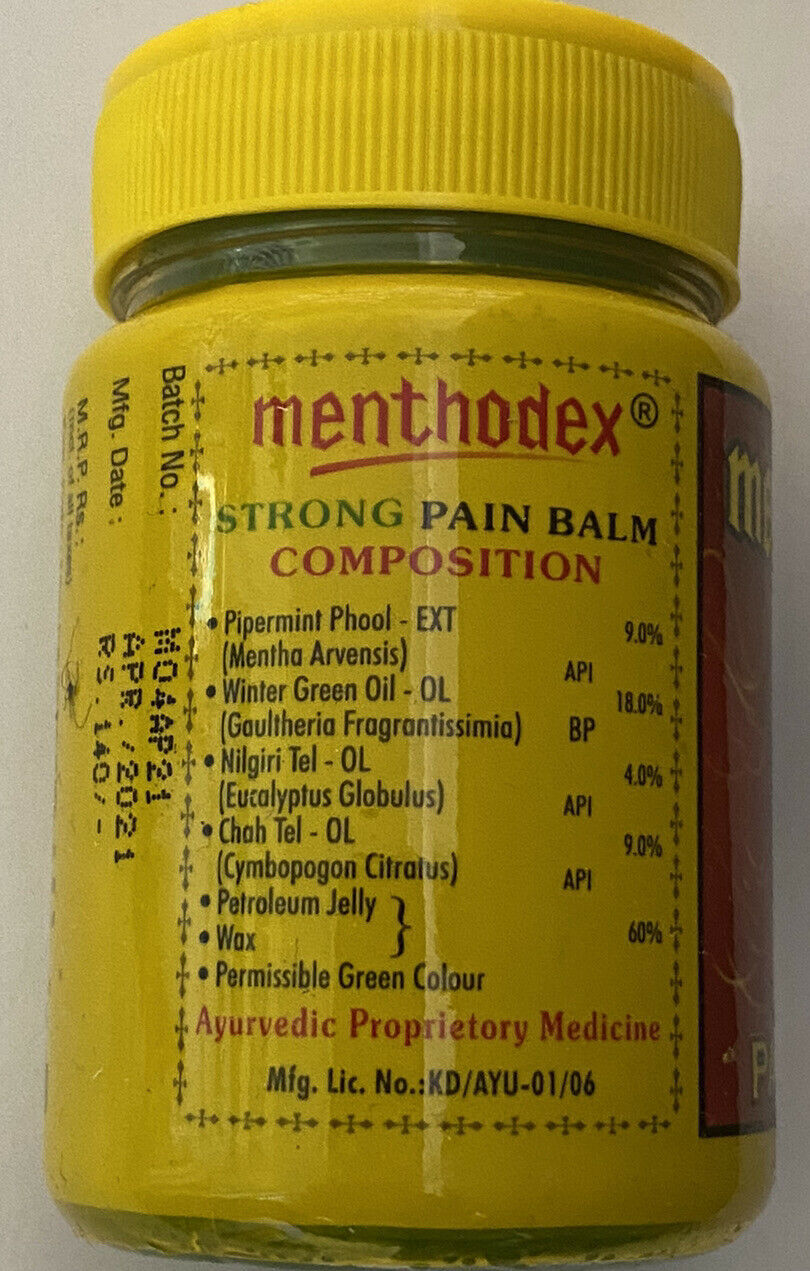 menthodex®
STRONG PAIN BALM
COMPOSITION
• Pipermint Phool - EXT 9.0%
(Mentha Arvensis) API
• Winter Green Oil - OL 18.0%
(Gaultheria Fragrantissimia) BP
• Nilgiri Tel - OL 4.0%
(Eucalyptus Globulus) API
• Chah Tel - OL 9.0%
(Cymbopogon Citratus) API
• Petroleum Jelly
• Wax } 60%
• Permissible Green Colour
Ayurvedic Proprietory Medicine
Mfg. Lic. No.:KD/AYU-01/06
Batch No. : M04AP21
Mfg. Date : APR./2021
M.R.P. Rs.: RS.140/-